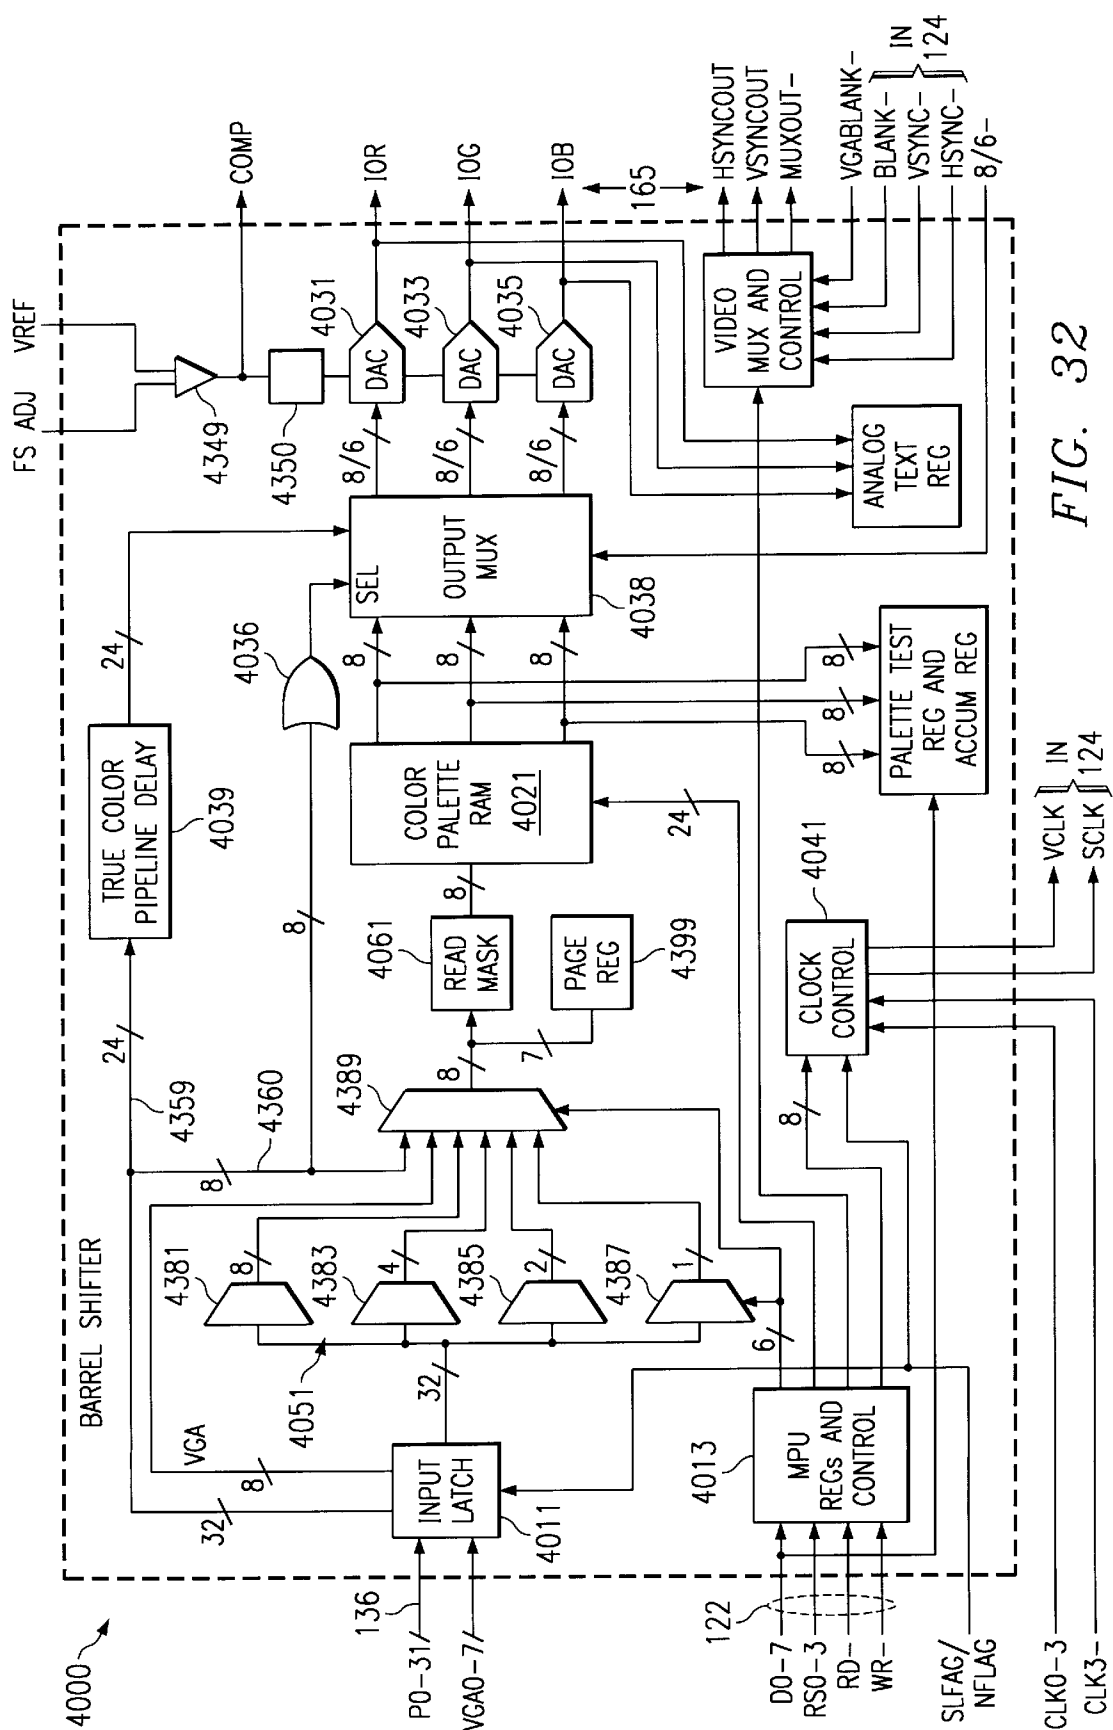 4000
BARREL SHIFTER
FS ADJ
VREF
4349
4350
COMP
136
P0-31
VGA0-7
INPUT
LATCH
4011
32
8
VGA
32
4051
4381
8
4383
4
4385
2
4387
1
6
24
4359
8
4360
4389
8
7
8
TRUE COLOR
PIPELINE DELAY
4039
24
4036
4061
READ
MASK
PAGE
REG
4399
8
COLOR
PALETTE
RAM
4021
24
8
8
8
SEL
OUTPUT
MUX
4038
8/6
8/6
8/6
DAC
4031
DAC
4033
DAC
4035
IOR
IOG
IOB
165
8
8
8
PALETTE TEST
REG AND
ACCUM REG
ANALOG
TEXT
REG
VIDEO
MUX AND
CONTROL
HSYNCOUT
VSYNCOUT
MUXOUT-
VGABLANK-
BLANK-
VSYNC-
HSYNC-
IN
124
8/6-
122
D0-7
RS0-3
RD-
WR-
4013
MPU
REGs AND
CONTROL
SLFAG/
NFLAG
CLK0-3
CLK3-
8
CLOCK
CONTROL
4041
VCLK
SCLK
IN
124
FIG. 32